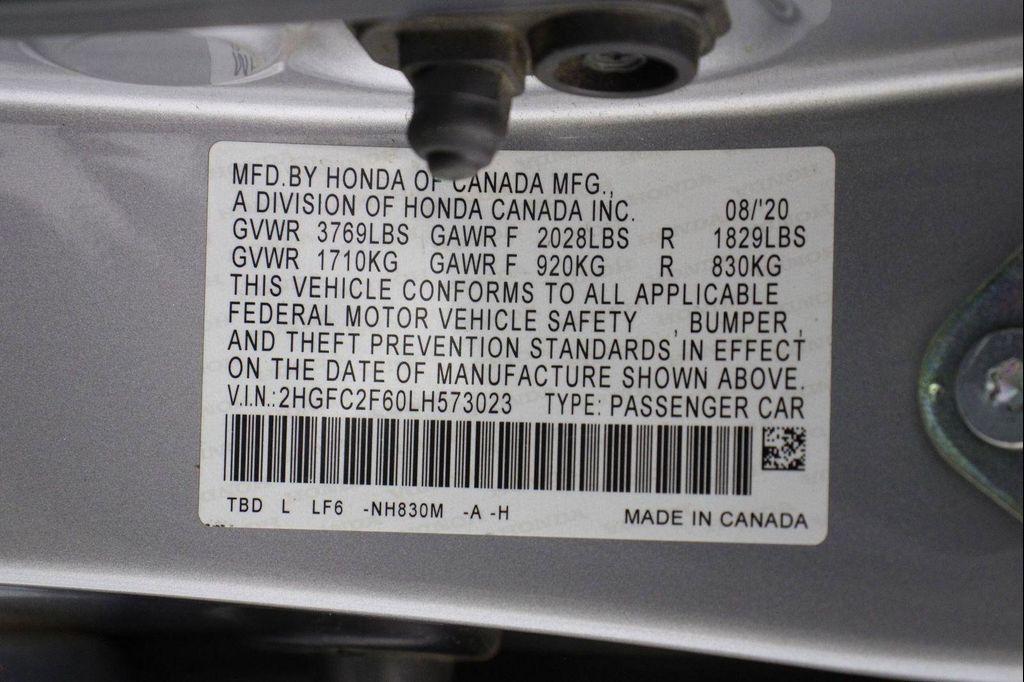 MFD.BY HONDA OF CANADA MFG.,
A DIVISION OF HONDA CANADA INC. 08/'20
GVWR 3769LBS GAWR F 2028LBS R 1829LBS
GVWR 1710KG GAWR F 920KG R 830KG
THIS VEHICLE CONFORMS TO ALL APPLICABLE
FEDERAL MOTOR VEHICLE SAFETY , BUMPER ,
AND THEFT PREVENTION STANDARDS IN EFFECT
ON THE DATE OF MANUFACTURE SHOWN ABOVE.
V.I.N.:2HGFC2F60LH573023 TYPE: PASSENGER CAR
TBD L LF6 -NH830M -A -H
MADE IN CANADA